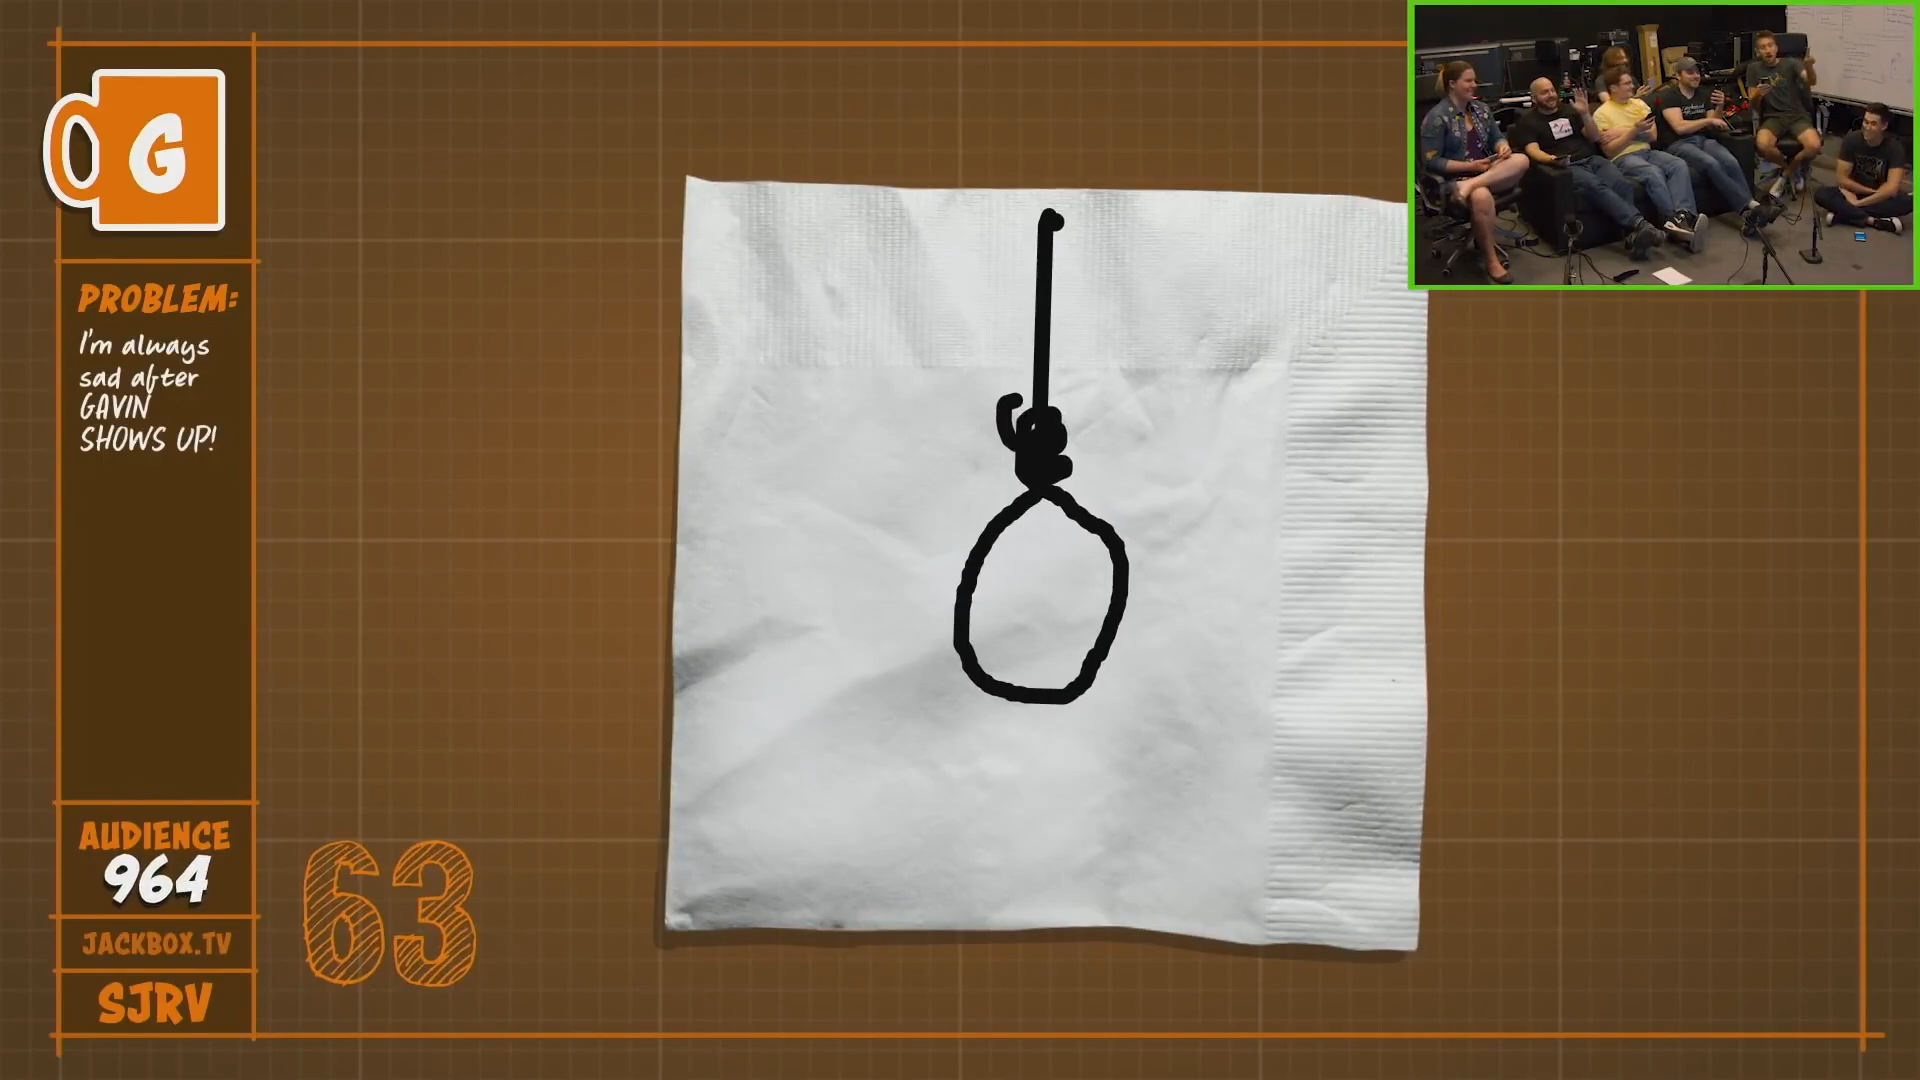 G
PROBLEM:
I'm always
sad after
GAVIN
SHOWS UP!
AUDIENCE
964
JACKBOX.TV
SJRV
63